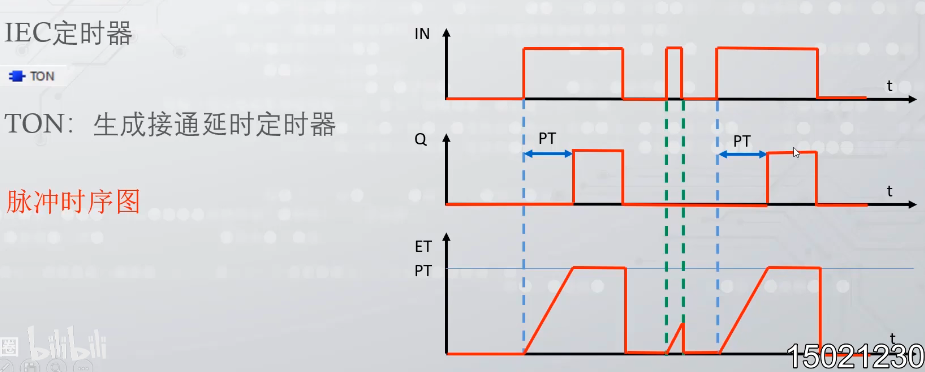 IEC定时器
TON
TON：生成接通延时定时器
脉冲时序图
IN
t
Q
PT
PT
t
ET
PT
t
圈 bilibili
15021230